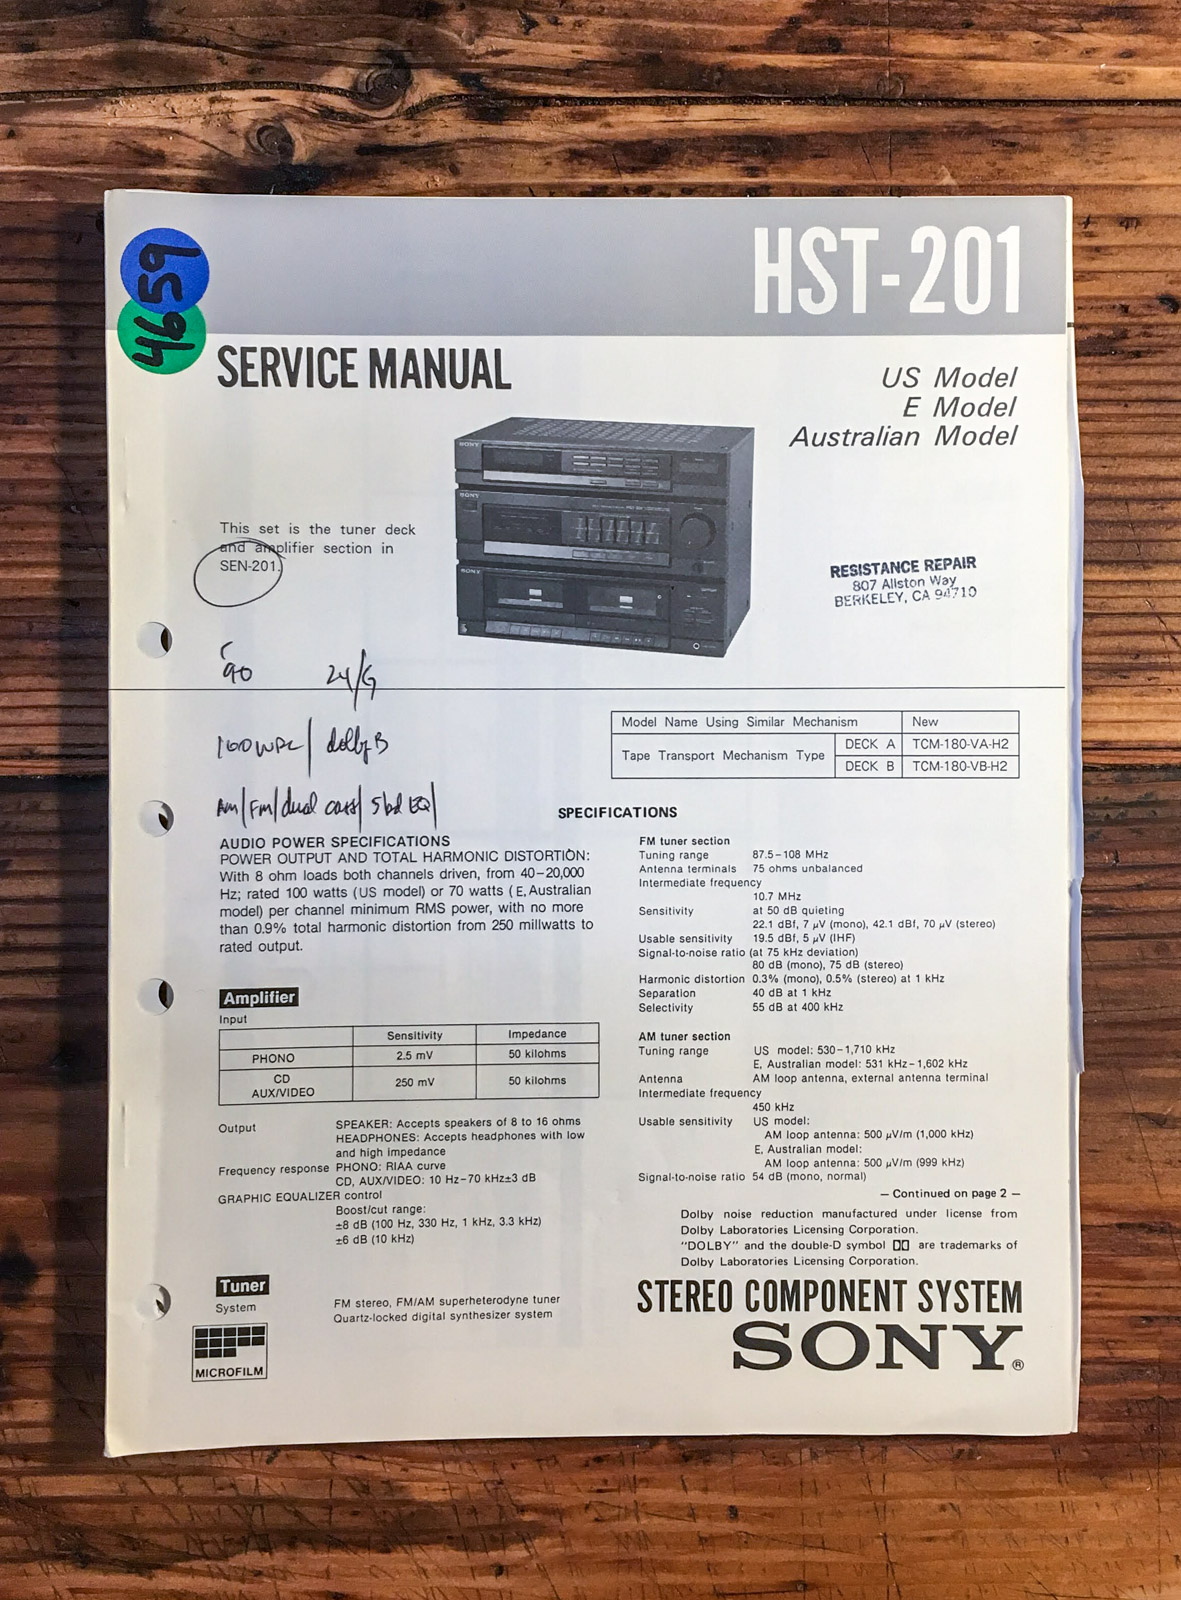 HST-201
4659
SERVICE MANUAL
US Model
E Model
Australian Model
SONY
SONY
SONY
This set is the tuner deck
and amplifier section in
SEN-201.
RESISTANCE REPAIR
807 Allston Way
BERKELEY, CA 94710
'90 24/G
100WPC| dolby B
Am/Fm/dual cass/5bd EQ/
Model Name Using Similar Mechanism New
Tape Transport Mechanism Type DECK A TCM-180-VA-H2
DECK B TCM-180-VB-H2
SPECIFICATIONS
AUDIO POWER SPECIFICATIONS
POWER OUTPUT AND TOTAL HARMONIC DISTORTION:
With 8 ohm loads both channels driven, from 40–20,000
Hz; rated 100 watts (US model) or 70 watts (E, Australian
model) per channel minimum RMS power, with no more
than 0.9% total harmonic distortion from 250 millwatts to
rated output.
Amplifier
Input
Sensitivity Impedance
PHONO 2.5 mV 50 kilohms
CD
AUX/VIDEO 250 mV 50 kilohms
Output SPEAKER: Accepts speakers of 8 to 16 ohms
HEADPHONES: Accepts headphones with low
and high impedance
Frequency response PHONO: RIAA curve
CD, AUX/VIDEO: 10 Hz–70 kHz±3 dB
GRAPHIC EQUALIZER control
Boost/cut range:
±8 dB (100 Hz, 330 Hz, 1 kHz, 3.3 kHz)
±6 dB (10 kHz)
Tuner
System FM stereo, FM/AM superheterodyne tuner
Quartz-locked digital synthesizer system
MICROFILM
FM tuner section
Tuning range 87.5–108 MHz
Antenna terminals 75 ohms unbalanced
Intermediate frequency
10.7 MHz
Sensitivity at 50 dB quieting
22.1 dBf, 7 μV (mono), 42.1 dBf, 70 μV (stereo)
Usable sensitivity 19.5 dBf, 5 μV (IHF)
Signal-to-noise ratio (at 75 kHz deviation)
80 dB (mono), 75 dB (stereo)
Harmonic distortion 0.3% (mono), 0.5% (stereo) at 1 kHz
Separation 40 dB at 1 kHz
Selectivity 55 dB at 400 kHz
AM tuner section
Tuning range US model: 530–1,710 kHz
E, Australian model: 531 kHz–1,602 kHz
Antenna AM loop antenna, external antenna terminal
Intermediate frequency
450 kHz
Usable sensitivity US model:
AM loop antenna: 500 μV/m (1,000 kHz)
E, Australian model:
AM loop antenna: 500 μV/m (999 kHz)
Signal-to-noise ratio 54 dB (mono, normal)
— Continued on page 2 —
Dolby noise reduction manufactured under license from
Dolby Laboratories Licensing Corporation.
"DOLBY" and the double-D symbol are trademarks of
Dolby Laboratories Licensing Corporation.
STEREO COMPONENT SYSTEM
SONY®